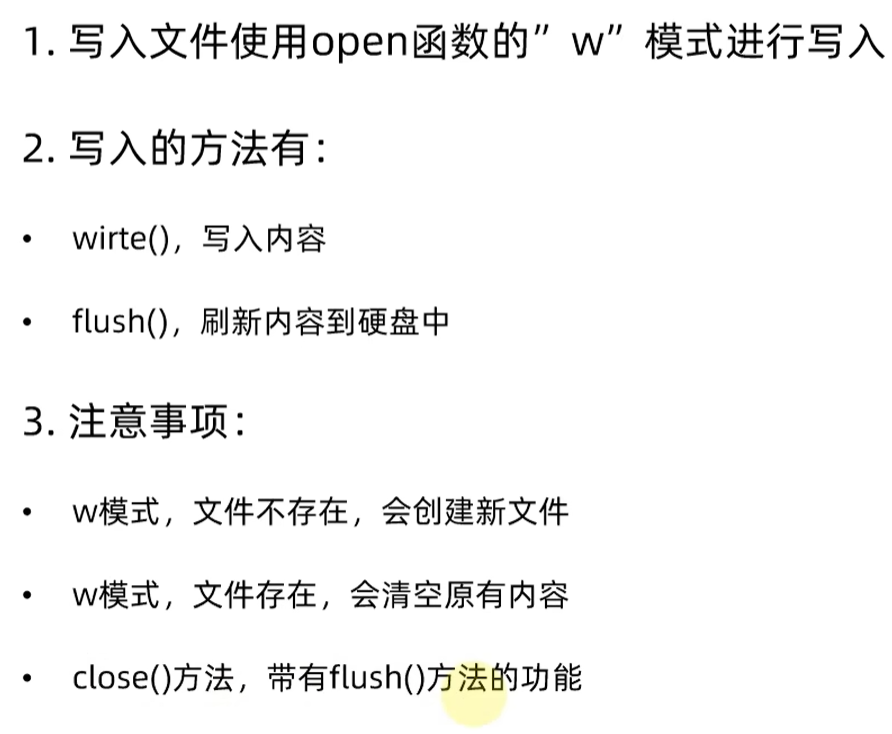 1. 写入文件使用open函数的”w”模式进行写入
2. 写入的方法有：
• wirte()，写入内容
• flush()，刷新内容到硬盘中
3. 注意事项：
• w模式，文件不存在，会创建新文件
• w模式，文件存在，会清空原有内容
• close()方法，带有flush()方法的功能